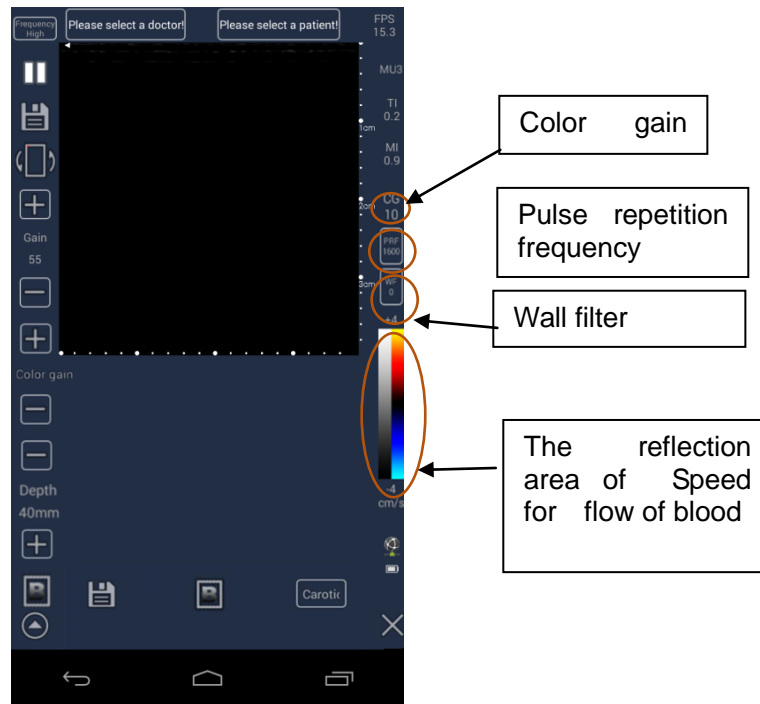 Frequency
High
Please select a doctor!
Please select a patient!
FPS
15.3
MU3
TI
0.2
1cm
MI
0.9
CG
10
2cm
PRF
1600
WF
0
3cm
+4
-4
cm/s
Gain
55
Color gain
Depth
40mm
B
B
Carotic
Color gain
Pulse repetition
frequency
Wall filter
The reflection
area of Speed
for flow of blood